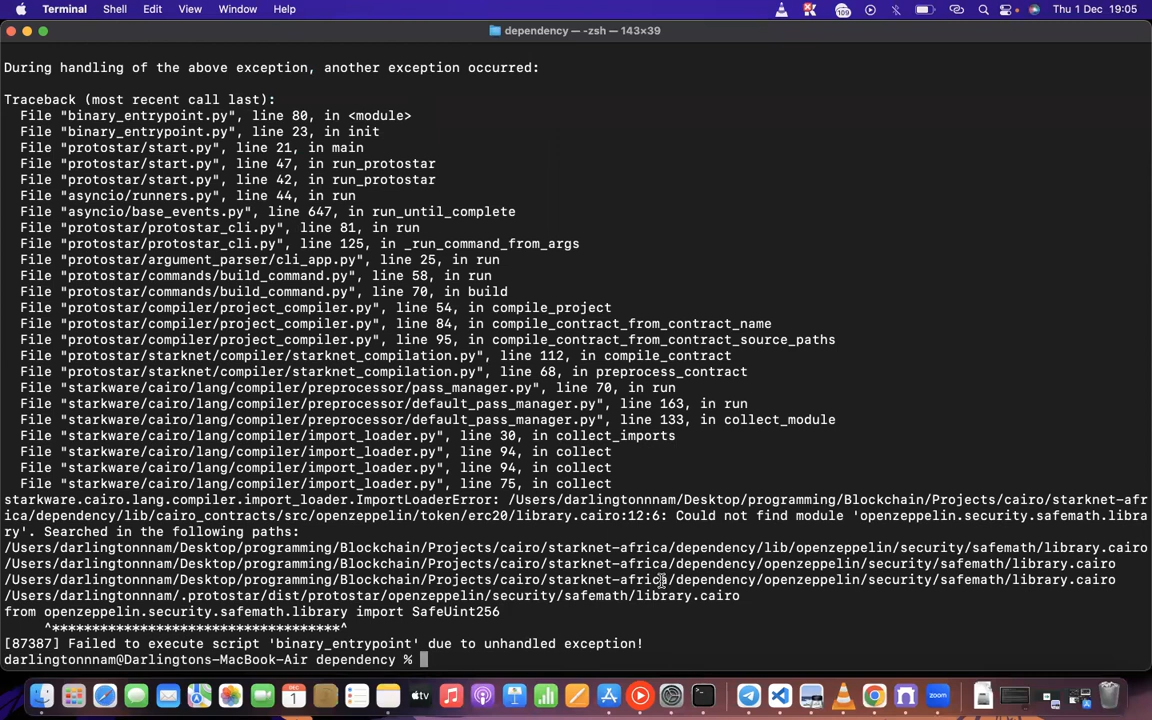 Terminal Shell Edit View Window Help 109 Thu 1 Dec 19:05
dependency — -zsh — 143×39
During handling of the above exception, another exception occurred:
Traceback (most recent call last):
File "binary_entrypoint.py", line 80, in <module>
File "binary_entrypoint.py", line 23, in init
File "protostar/start.py", line 21, in main
File "protostar/start.py", line 47, in run_protostar
File "protostar/start.py", line 42, in run_protostar
File "asyncio/runners.py", line 44, in run
File "asyncio/base_events.py", line 647, in run_until_complete
File "protostar/protostar_cli.py", line 81, in run
File "protostar/protostar_cli.py", line 125, in _run_command_from_args
File "protostar/argument_parser/cli_app.py", line 25, in run
File "protostar/commands/build_command.py", line 58, in run
File "protostar/commands/build_command.py", line 70, in build
File "protostar/compiler/project_compiler.py", line 54, in compile_project
File "protostar/compiler/project_compiler.py", line 84, in compile_contract_from_contract_name
File "protostar/compiler/project_compiler.py", line 95, in compile_contract_from_contract_source_paths
File "protostar/starknet/compiler/starknet_compilation.py", line 112, in compile_contract
File "protostar/starknet/compiler/starknet_compilation.py", line 68, in preprocess_contract
File "starkware/cairo/lang/compiler/preprocessor/pass_manager.py", line 70, in run
File "starkware/cairo/lang/compiler/preprocessor/default_pass_manager.py", line 163, in run
File "starkware/cairo/lang/compiler/preprocessor/default_pass_manager.py", line 133, in collect_module
File "starkware/cairo/lang/compiler/import_loader.py", line 30, in collect_imports
File "starkware/cairo/lang/compiler/import_loader.py", line 94, in collect
File "starkware/cairo/lang/compiler/import_loader.py", line 94, in collect
File "starkware/cairo/lang/compiler/import_loader.py", line 75, in collect
starkware.cairo.lang.compiler.import_loader.ImportLoaderError: /Users/darlingtonnnam/Desktop/programming/Blockchain/Projects/cairo/starknet-afr
ica/dependency/lib/cairo_contracts/src/openzeppelin/token/erc20/library.cairo:12:6: Could not find module 'openzeppelin.security.safemath.libra
ry'. Searched in the following paths:
/Users/darlingtonnnam/Desktop/programming/Blockchain/Projects/cairo/starknet-africa/dependency/lib/openzeppelin/security/safemath/library.cairo
/Users/darlingtonnnam/Desktop/programming/Blockchain/Projects/cairo/starknet-africa/dependency/openzeppelin/security/safemath/library.cairo
/Users/darlingtonnnam/Desktop/programming/Blockchain/Projects/cairo/starknet-africa/dependency/openzeppelin/security/safemath/library.cairo
/Users/darlingtonnnam/.protostar/dist/protostar/openzeppelin/security/safemath/library.cairo
from openzeppelin.security.safemath.library import SafeUint256
^************************************^
[87387] Failed to execute script 'binary_entrypoint' due to unhandled exception!
darlingtonnnam@Darlingtons-MacBook-Air dependency %